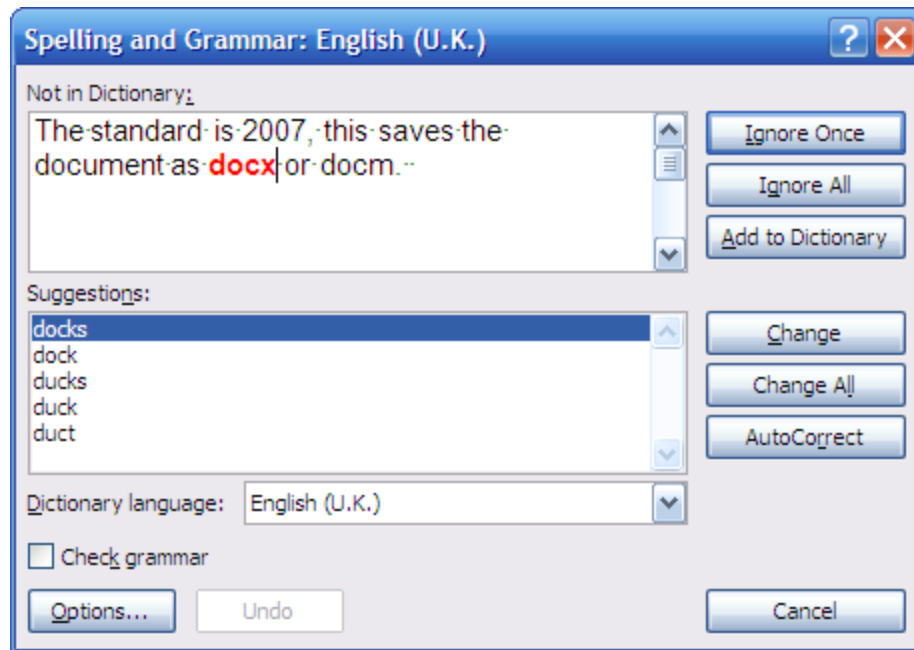 Spelling and Grammar: English (U.K.)
Not in Dictionary:
The standard is 2007, this saves the
document as docx or docm.
Ignore Once
Ignore All
Add to Dictionary
Suggestions:
docks
dock
ducks
duck
duct
Change
Change All
AutoCorrect
Dictionary language: English (U.K.)
Check grammar
Options... Undo Cancel